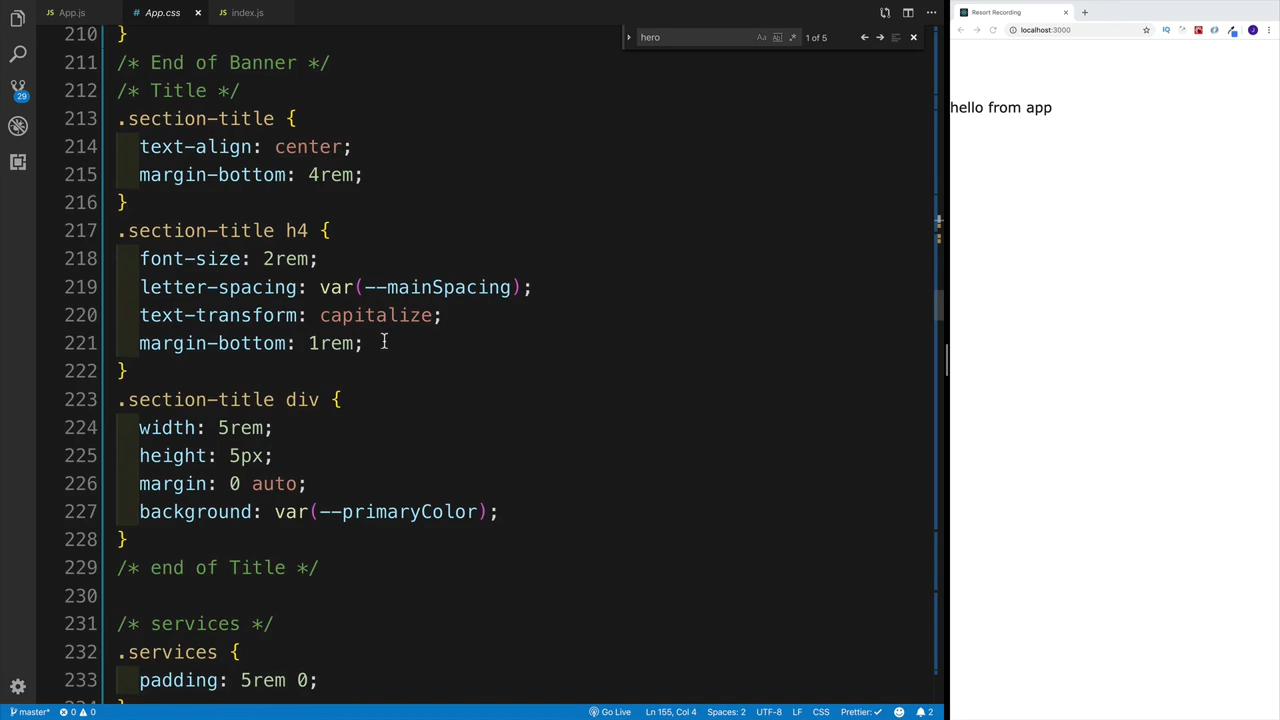 App.js
# App.css ×
index.js
hero
1 of 5
210 }
211 /* End of Banner */
212 /* Title */
213 .section-title {
214 text-align: center;
215 margin-bottom: 4rem;
216 }
217 .section-title h4 {
218 font-size: 2rem;
219 letter-spacing: var(--mainSpacing);
220 text-transform: capitalize;
221 margin-bottom: 1rem;
222 }
223 .section-title div {
224 width: 5rem;
225 height: 5px;
226 margin: 0 auto;
227 background: var(--primaryColor);
228 }
229 /* end of Title */
230
231 /* services */
232 .services {
233 padding: 5rem 0;
29
master*
0 0
Go Live
Ln 155, Col 4
Spaces: 2
UTF-8
LF
CSS
Prettier: ✓
2
Resort Recording
localhost:3000
IQ
J
hello from app